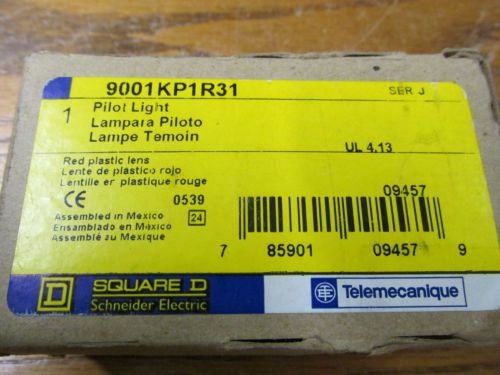 9001KP1R31
SER J
1
Pilot Light
Lampara Piloto
Lampe Temoin
UL 4.13
Red plastic lens
Lente de plastico rojo
Lentille er plastique rouge
09457
CE 0539
Assembled in Mexico 24
Ensamblado en México
Assemblé au Mexique
7 85901 09457 9
D SQUARE D
Schneider Electric
TE Telemecanique